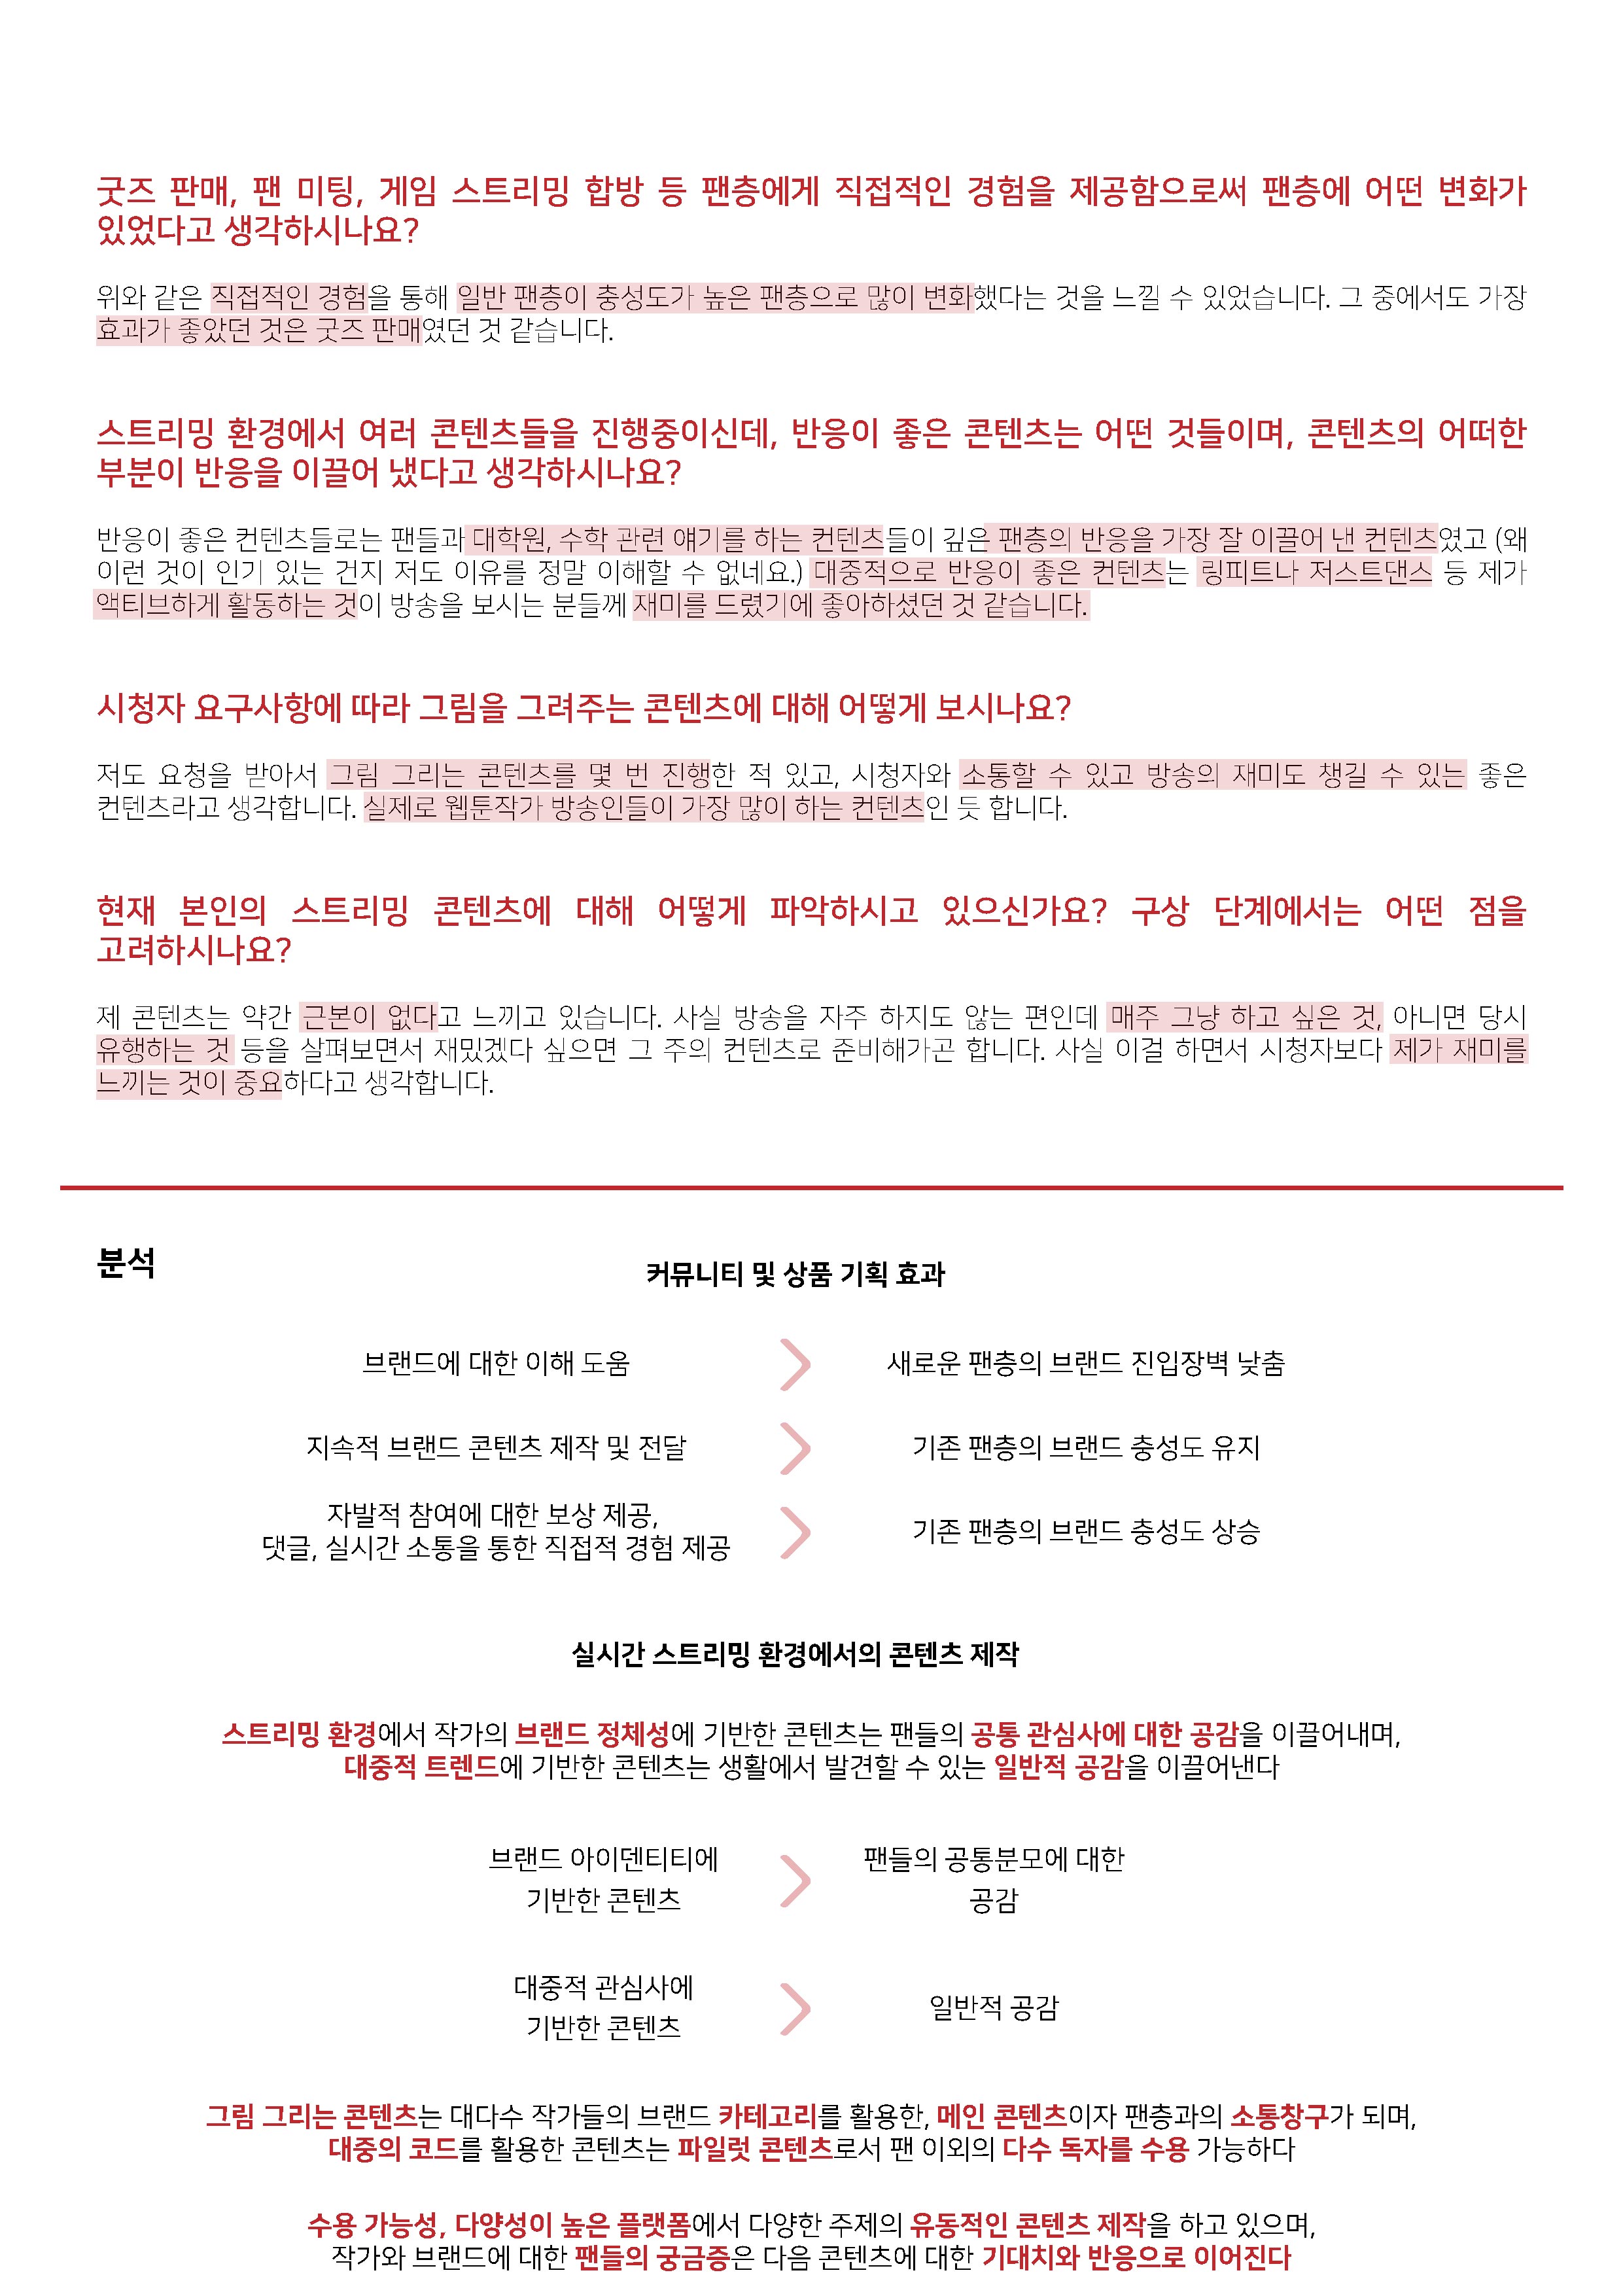 굿즈 판매, 팬 미팅, 게임 스트리밍 합방 등 팬층에게 직접적인 경험을 제공함으로써 팬층에 어떤 변화가
있었다고 생각하시나요?
위와 같은 직접적인 경험을 통해 일반 팬층이 충성도가 높은 팬층으로 많이 변화했다는 것을 느낄 수 있었습니다. 그 중에서도 가장
효과가 좋았던 것은 굿즈 판매였던 것 같습니다.
스트리밍 환경에서 여러 콘텐츠들을 진행중이신데, 반응이 좋은 콘텐츠는 어떤 것들이며, 콘텐츠의 어떠한
부분이 반응을 이끌어 냈다고 생각하시나요?
반응이 좋은 컨텐츠들로는 팬들과 대학원, 수학 관련 얘기를 하는 컨텐츠들이 깊은 팬층의 반응을 가장 잘 이끌어 낸 컨텐츠였고 (왜
이런 것이 인기 있는 건지 저도 이유를 정말 이해할 수 없네요.) 대중적으로 반응이 좋은 컨텐츠는 링피트나 저스트댄스 등 제가
액티브하게 활동하는 것이 방송을 보시는 분들께 재미를 드렸기에 좋아하셨던 것 같습니다.
시청자 요구사항에 따라 그림을 그려주는 콘텐츠에 대해 어떻게 보시나요?
저도 요청을 받아서 그림 그리는 콘텐츠를 몇 번 진행한 적 있고, 시청자와 소통할 수 있고 방송의 재미도 챙길 수 있는 좋은
컨텐츠라고 생각합니다. 실제로 웹툰작가 방송인들이 가장 많이 하는 컨텐츠인 듯 합니다.
현재 본인의 스트리밍 콘텐츠에 대해 어떻게 파악하시고 있으신가요? 구상 단계에서는 어떤 점을
고려하시나요?
제 콘텐츠는 약간 근본이 없다고 느끼고 있습니다. 사실 방송을 자주 하지도 않는 편인데 매주 그냥 하고 싶은 것, 아니면 당시
유행하는 것 등을 살펴보면서 재밌겠다 싶으면 그 주의 컨텐츠로 준비해가곤 합니다. 사실 이걸 하면서 시청자보다 제가 재미를
느끼는 것이 중요하다고 생각합니다.
분석
커뮤니티 및 상품 기획 효과
브랜드에 대한 이해 도움
새로운 팬층의 브랜드 진입장벽 낮춤
지속적 브랜드 콘텐츠 제작 및 전달
기존 팬층의 브랜드 충성도 유지
자발적 참여에 대한 보상 제공,
댓글, 실시간 소통을 통한 직접적 경험 제공
기존 팬층의 브랜드 충성도 상승
실시간 스트리밍 환경에서의 콘텐츠 제작
스트리밍 환경에서 작가의 브랜드 정체성에 기반한 콘텐츠는 팬들의 공통 관심사에 대한 공감을 이끌어내며,
대중적 트렌드에 기반한 콘텐츠는 생활에서 발견할 수 있는 일반적 공감을 이끌어낸다
브랜드 아이덴티티에
기반한 콘텐츠
팬들의 공통분모에 대한
공감
대중적 관심사에
기반한 콘텐츠
일반적 공감
그림 그리는 콘텐츠는 대다수 작가들의 브랜드 카테고리를 활용한, 메인 콘텐츠이자 팬층과의 소통창구가 되며,
대중의 코드를 활용한 콘텐츠는 파일럿 콘텐츠로서 팬 이외의 다수 독자를 수용 가능하다
수용 가능성, 다양성이 높은 플랫폼에서 다양한 주제의 유동적인 콘텐츠 제작을 하고 있으며,
작가와 브랜드에 대한 팬들의 궁금증은 다음 콘텐츠에 대한 기대치와 반응으로 이어진다